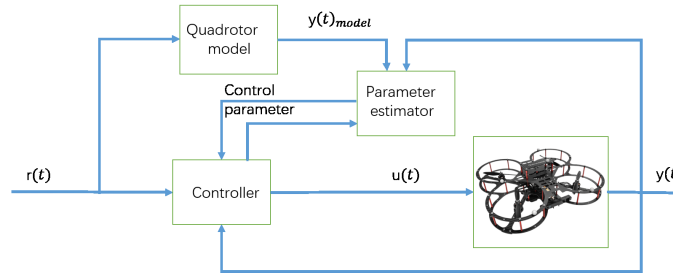 Quadrotor
model
y(t)model
Control
parameter
Parameter
estimator
r(t)
Controller
u(t)
y(t